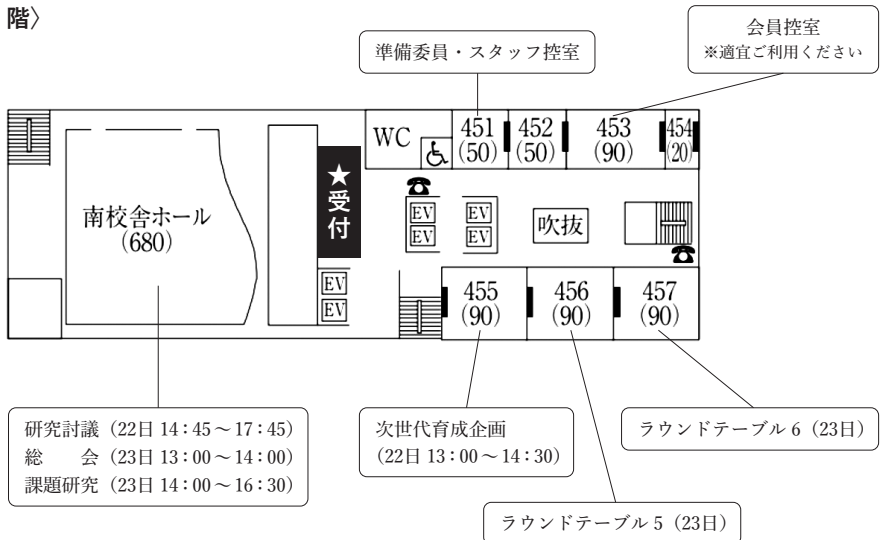 階〉
準備委員・スタッフ控室
会員控室
※適宜ご利用ください
WC
451
(50)
452
(50)
453
(90)
454
(20)
★受付
南校舎ホール
(680)
EV
EV
EV
EV
吹抜
EV
EV
455
(90)
456
(90)
457
(90)
研究討議（22日 14：45～17：45）
総　　会（23日 13：00～14：00）
課題研究（23日 14：00～16：30）
次世代育成企画
（22日 13：00～14：30）
ラウンドテーブル 6（23日）
ラウンドテーブル 5（23日）